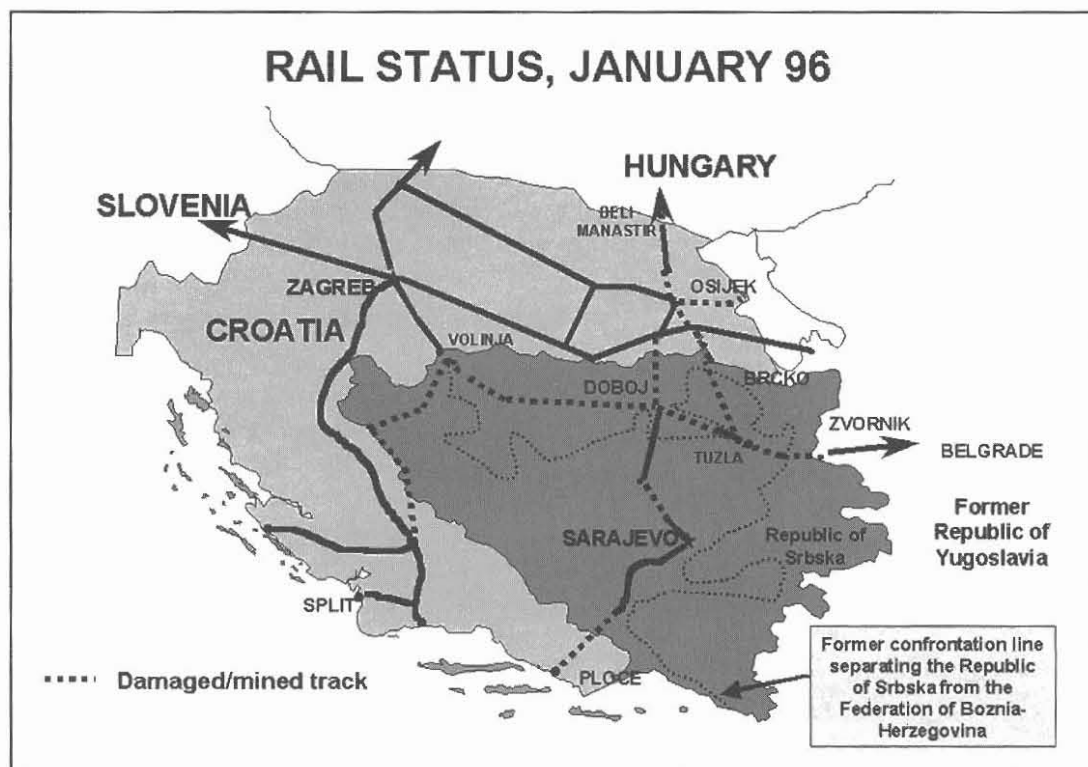 RAIL STATUS, JANUARY 96
HUNGARY
SLOVENIA
BELI
MANASTIR
OSIJEK
ZAGREB
CROATIA
VOLINJA
DOBOJ
BRCKO
ZVORNIK
TUZLA
BELGRADE
Former
Republic of
Yugoslavia
SARAJEVO
Republic of
Srbska
SPLIT
PLOCE
Damaged/mined track
Former confrontation line
separating the Republic
of Srbska from the
Federation of Boznia-
Herzegovina